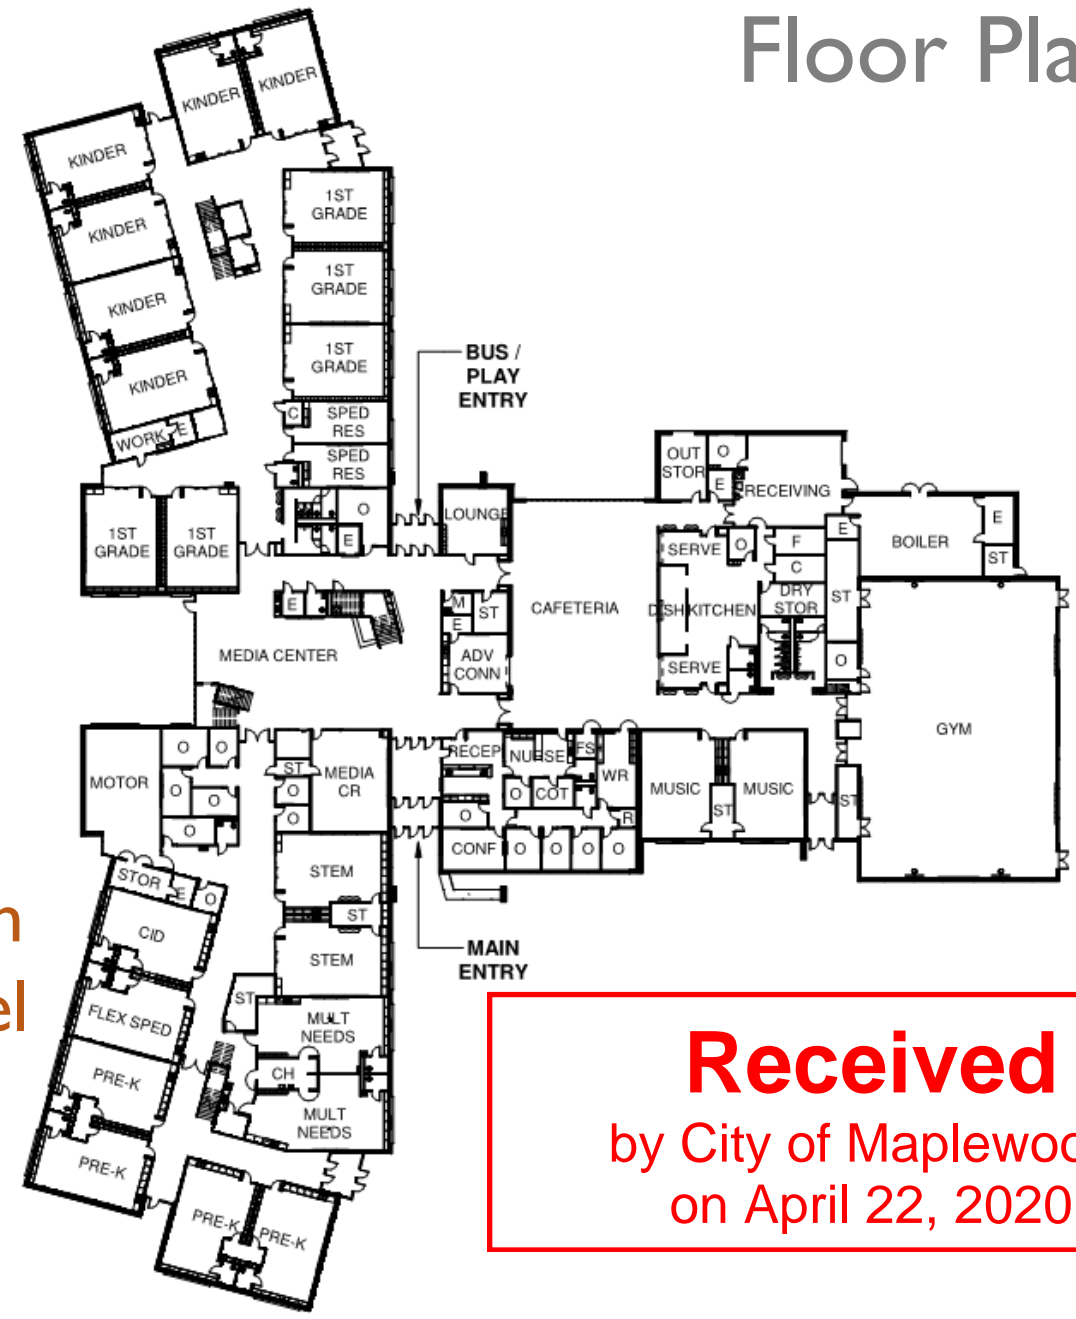 Floor Pla
KINDER
KINDER
KINDER
KINDER
KINDER
KINDER
WORK
E
1ST
GRADE
1ST
GRADE
1ST
GRADE
C
SPED
RES
SPED
RES
O
E
1ST
GRADE
1ST
GRADE
BUS /
PLAY
ENTRY
LOUNGE
OUT
STOR
O
E
RECEIVING
BOILER
E
ST
E
SERVE
O
F
C
DRY
STOR
ST
DISH
KITCHEN
SERVE
O
CAFETERIA
E
M
E
ST
ADV
CONN
MEDIA CENTER
GYM
MOTOR
O
O
O
O
O
ST
O
O
MEDIA
CR
RECEP
NURSE
FS
WR
O
COT
O
R
CONF
O
O
O
O
MUSIC
ST
MUSIC
ST
STEM
ST
STEM
STOR
E
O
CID
FLEX SPED
PRE-K
PRE-K
PRE-K
PRE-K
ST
MULT
NEEDS
CH
MULT
NEEDS
MAIN
ENTRY
n
el
Received
by City of Maplewoo
on April 22, 2020